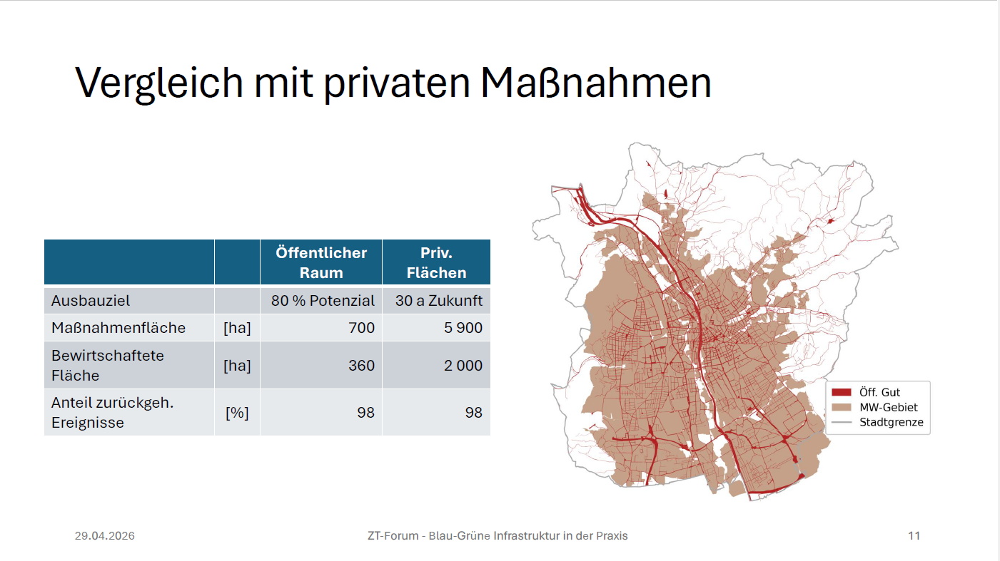 Vergleich mit privaten Maßnahmen
Öffentlicher
Raum
Priv.
Flächen
Ausbauziel
80 % Potenzial
30 a Zukunft
Maßnahmenfläche
[ha]
700
5 900
Bewirtschaftete
Fläche
[ha]
360
2 000
Anteil zurückgeh.
Ereignisse
[%]
98
98
Öff. Gut
MW-Gebiet
Stadtgrenze
29.04.2026
ZT-Forum - Blau-Grüne Infrastruktur in der Praxis
11